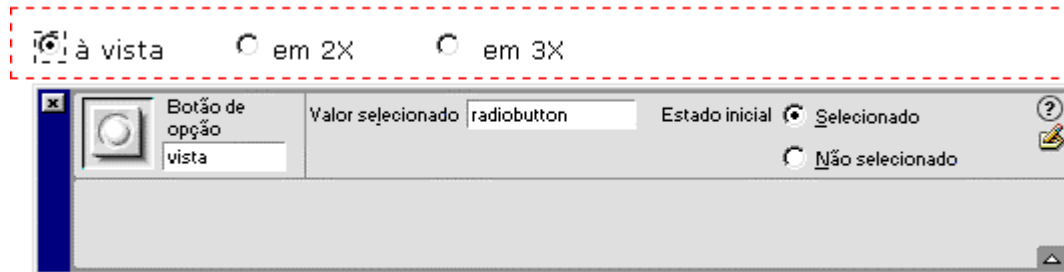 à vista em 2X em 3X
Botão de opção
Valor selecionado radiobutton Estado inicial Selecionado
vista
Não selecionado